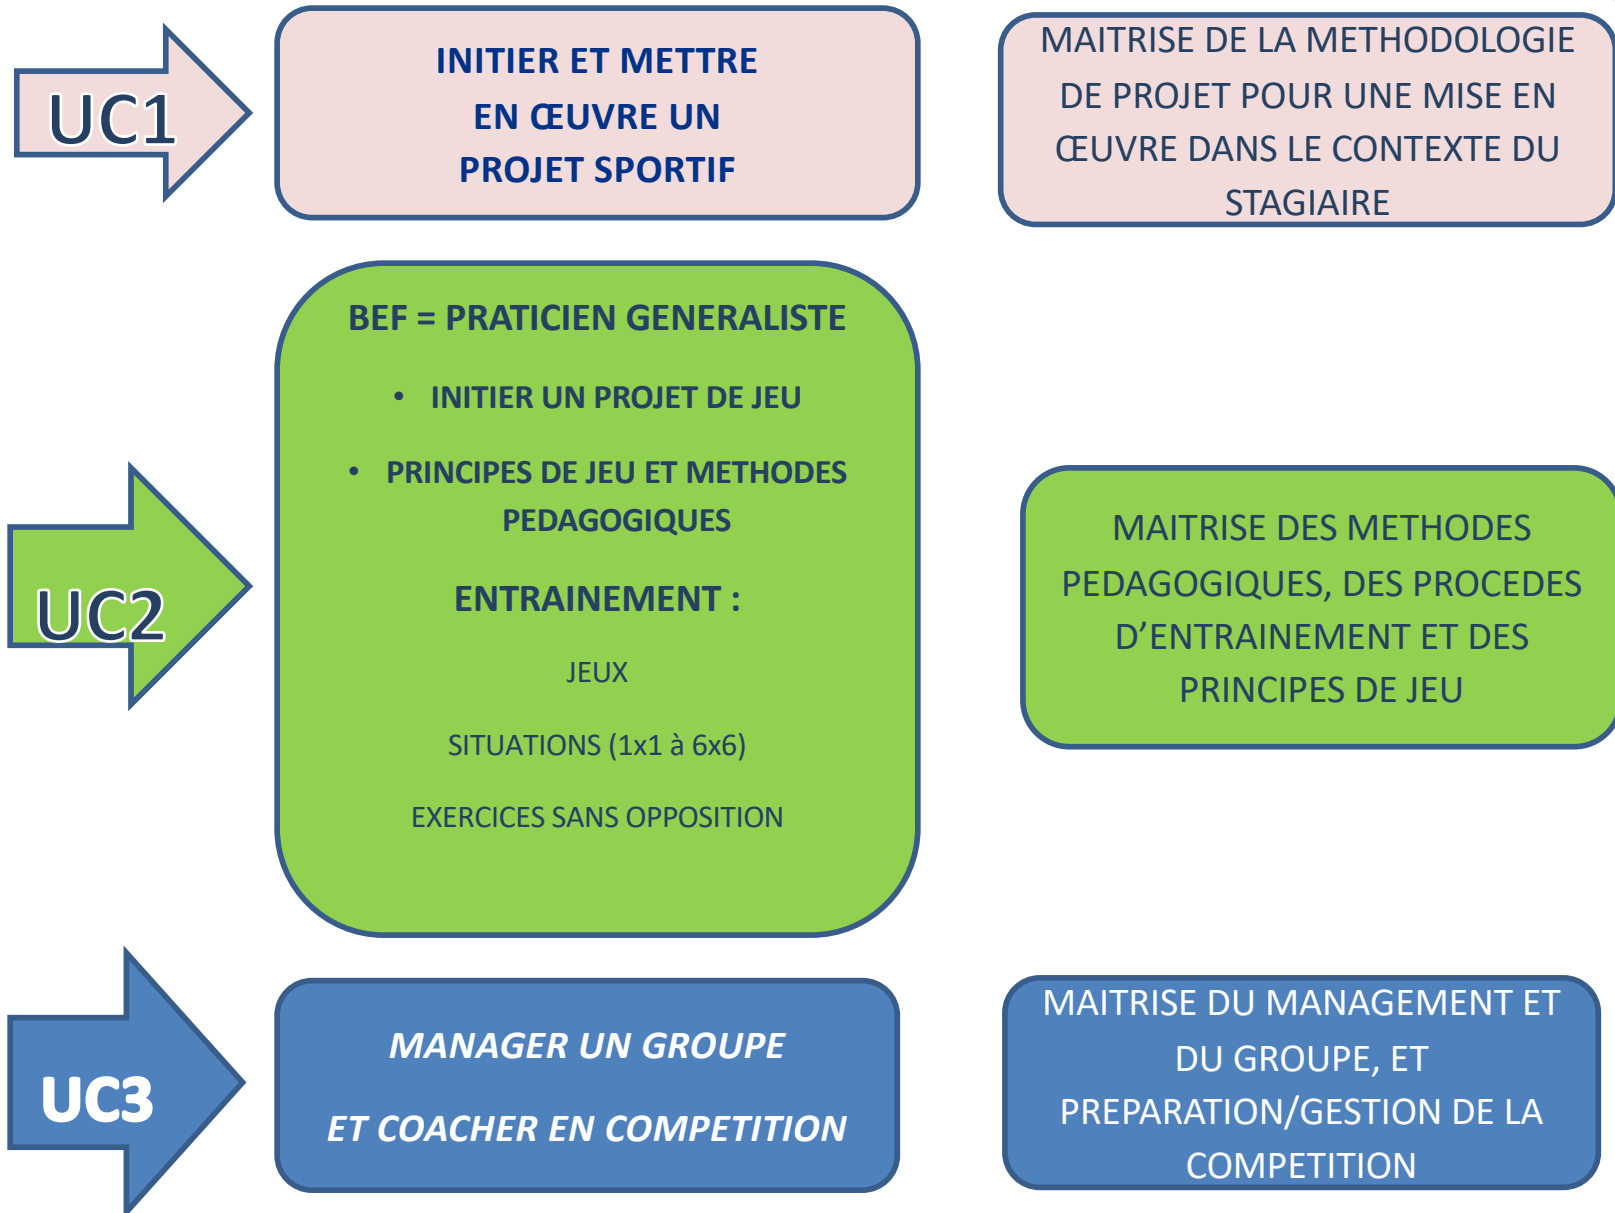 UC1
INITIER ET METTRE
EN ŒUVRE UN
PROJET SPORTIF
MAITRISE DE LA METHODOLOGIE
DE PROJET POUR UNE MISE EN
ŒUVRE DANS LE CONTEXTE DU
STAGIAIRE
UC2
BEF = PRATICIEN GENERALISTE
• INITIER UN PROJET DE JEU
• PRINCIPES DE JEU ET METHODES
PEDAGOGIQUES
ENTRAINEMENT :
JEUX
SITUATIONS (1x1 à 6x6)
EXERCICES SANS OPPOSITION
MAITRISE DES METHODES
PEDAGOGIQUES, DES PROCEDES
D’ENTRAINEMENT ET DES
PRINCIPES DE JEU
UC3
MANAGER UN GROUPE
ET COACHER EN COMPETITION
MAITRISE DU MANAGEMENT ET
DU GROUPE, ET
PREPARATION/GESTION DE LA
COMPETITION